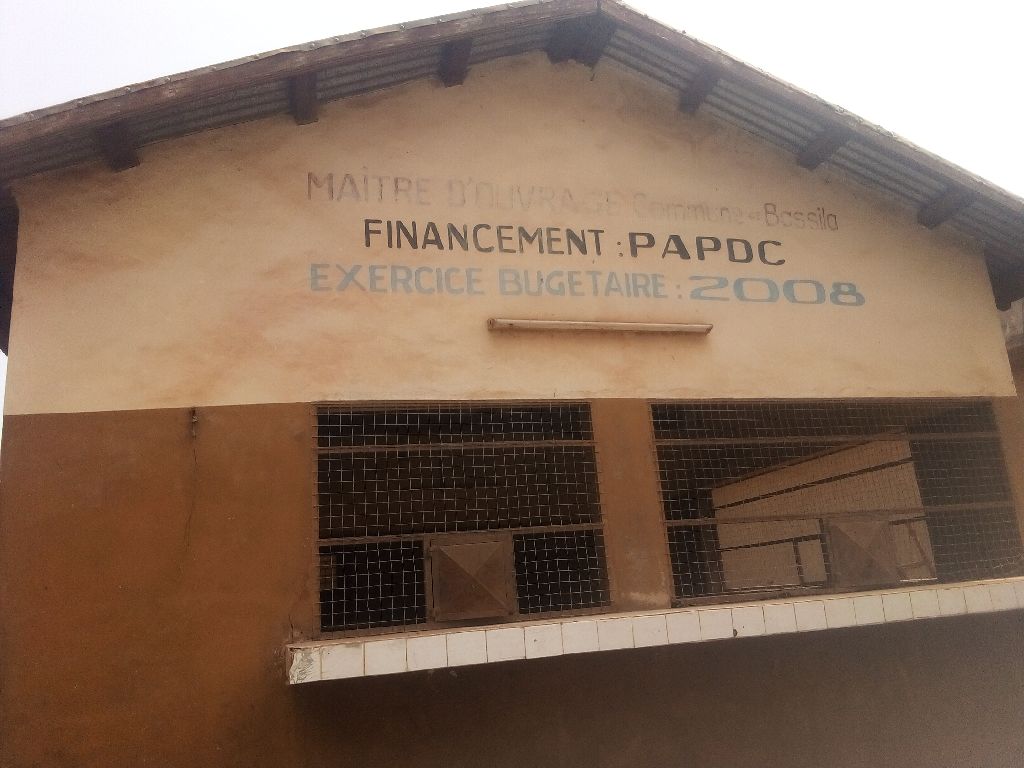 MAÎTRE D'OUVRAGE Commune de Bassila
FINANCEMENT : PAPDC
EXERCICE BUGETAIRE : 2008